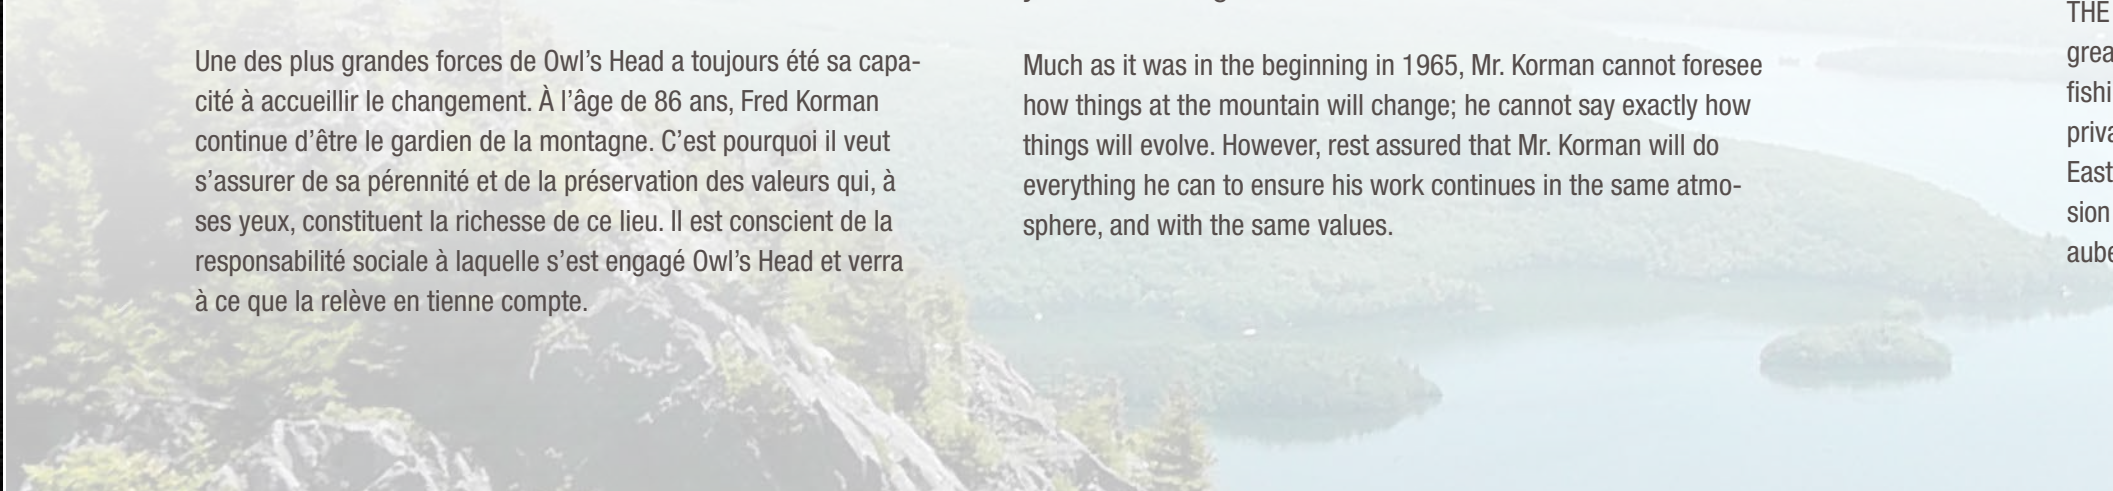 Une des plus grandes forces de Owl’s Head a toujours été sa capa-
cité à accueillir le changement. À l’âge de 86 ans, Fred Korman
continue d’être le gardien de la montagne. C’est pourquoi il veut
s’assurer de sa pérennité et de la préservation des valeurs qui, à
ses yeux, constituent la richesse de ce lieu. Il est conscient de la
responsabilité sociale à laquelle s’est engagé Owl’s Head et verra
à ce que la relève en tienne compte.
Much as it was in the beginning in 1965, Mr. Korman cannot foresee
how things at the mountain will change; he cannot say exactly how
things will evolve. However, rest assured that Mr. Korman will do
everything he can to ensure his work continues in the same atmo-
sphere, and with the same values.
THE
grea
fishi
priva
East
sion
aube